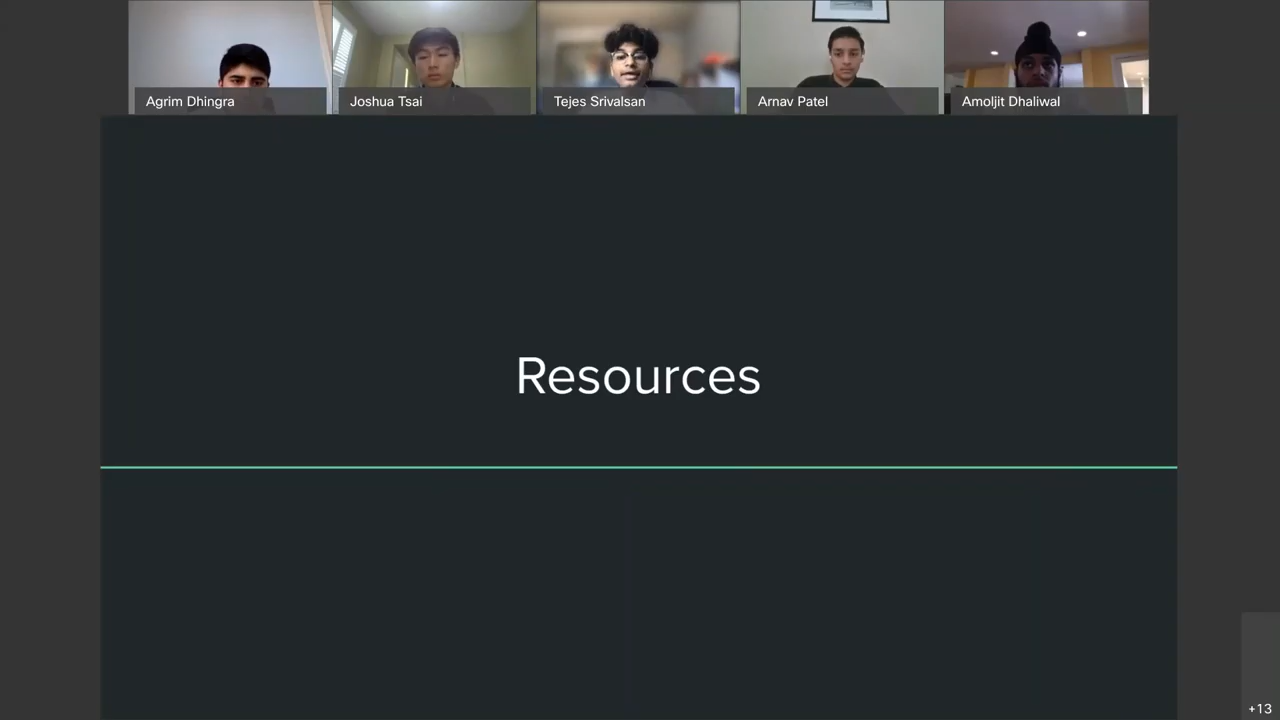 Agrim Dhingra
Joshua Tsai
Tejes Srivalsan
Arnav Patel
Amoljit Dhaliwal
Resources
+13